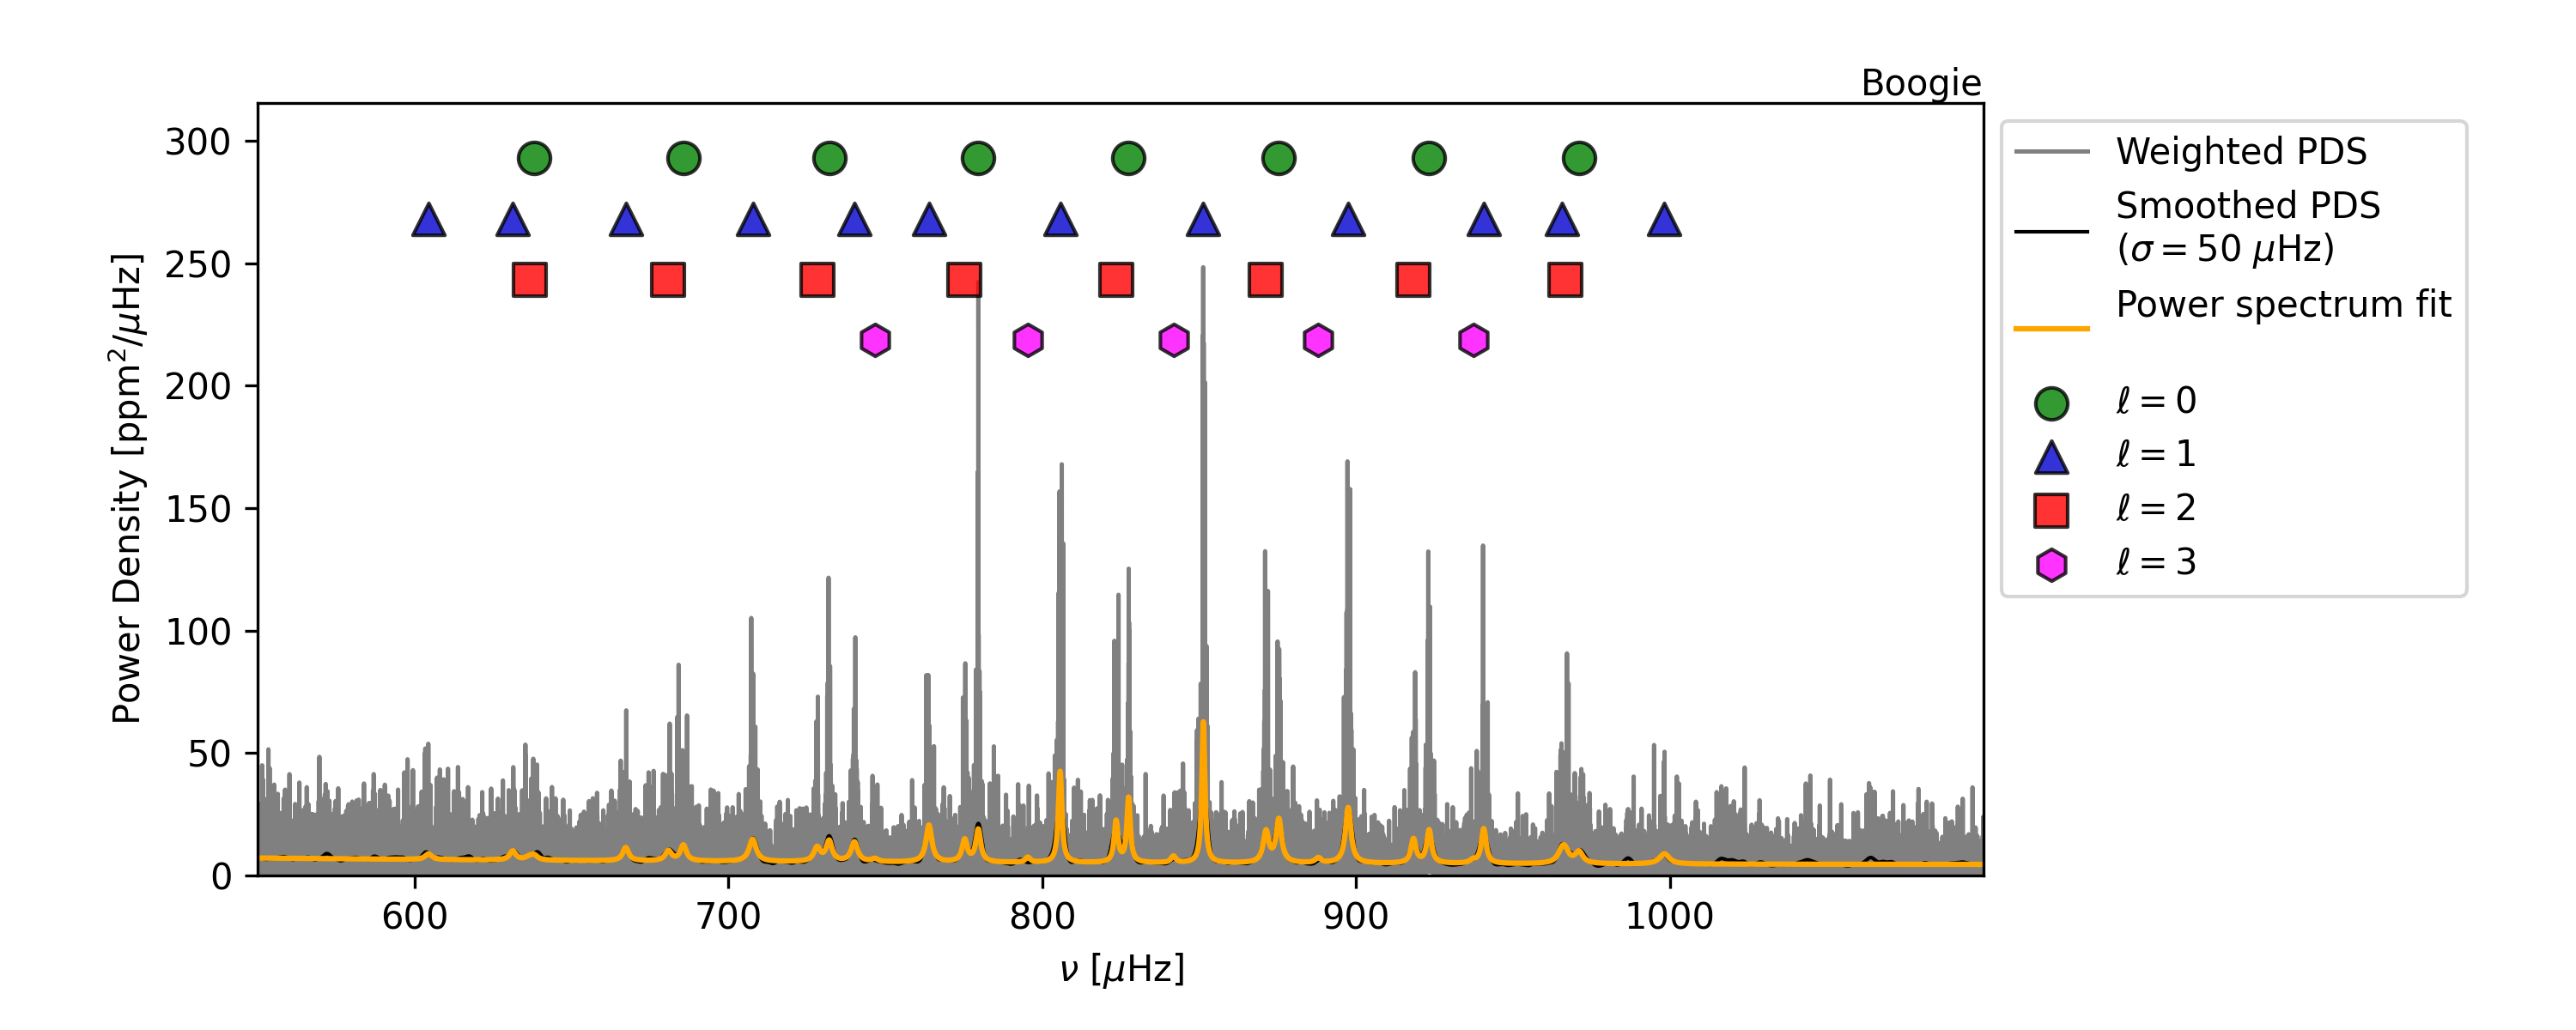 Boogie
300
250
200
150
100
50
0
Power Density [ppm²/μHz]
600 700 800 900 1000
ν [μHz]
Weighted PDS
Smoothed PDS
(σ = 50 μHz)
Power spectrum fit
ℓ = 0
ℓ = 1
ℓ = 2
ℓ = 3